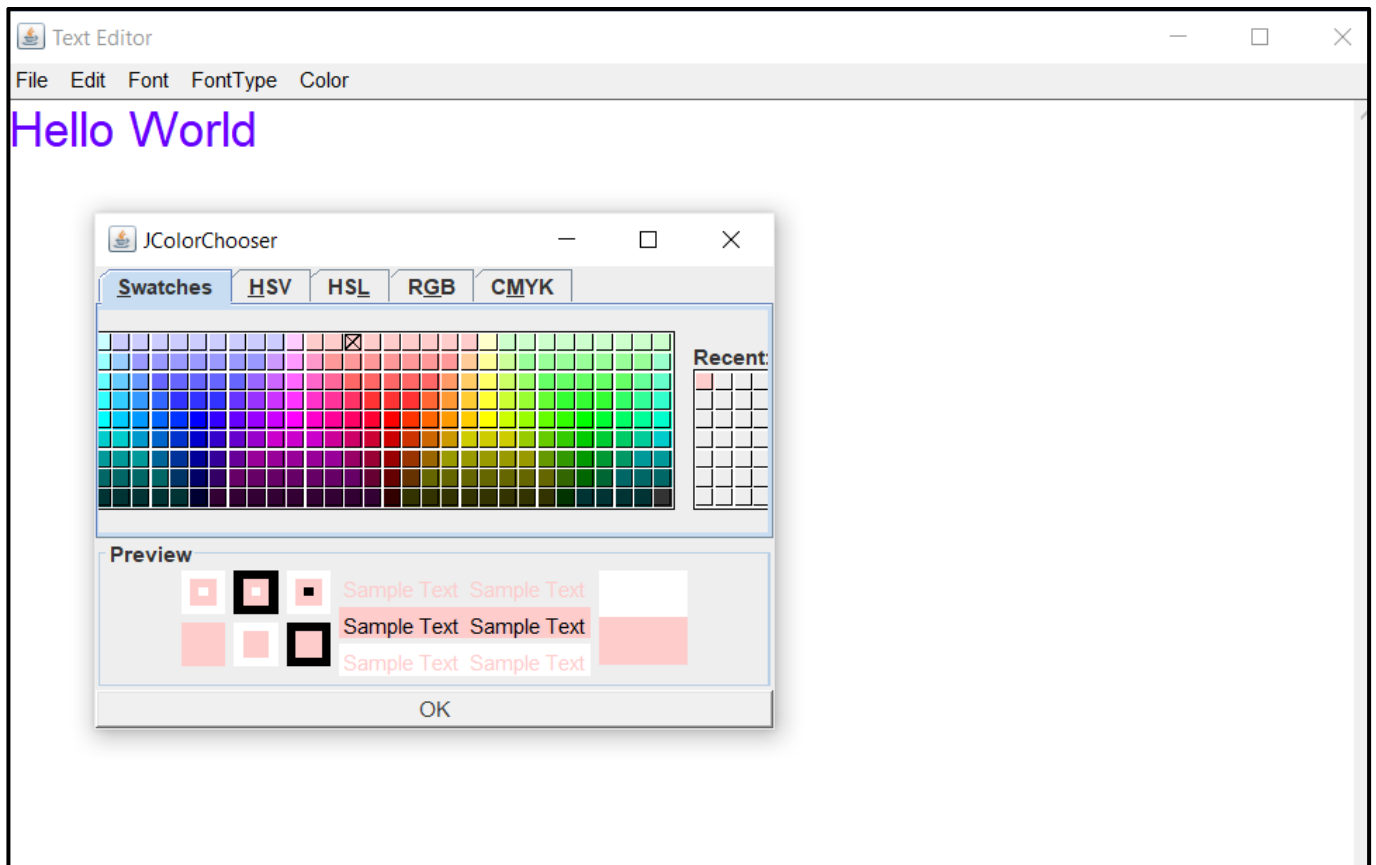 Text Editor
File Edit Font FontType Color
Hello World
JColorChooser
Swatches HSV HSL RGB CMYK
Recent:
Preview
Sample Text Sample Text
Sample Text Sample Text
Sample Text Sample Text
OK